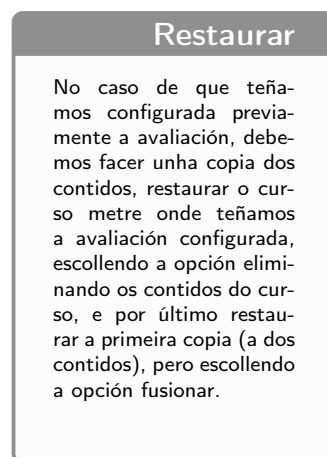 Restaurar
No caso de que teña-
mos configurada previa-
mente a avaliación, debe-
mos facer unha copia dos
contidos, restaurar o cur-
so metre onde teñamos
a avaliación configurada,
escollendo a opción elimi-
nando os contidos do cur-
so, e por último restau-
rar a primeira copia (a dos
contidos), pero escollendo
a opción fusionar.